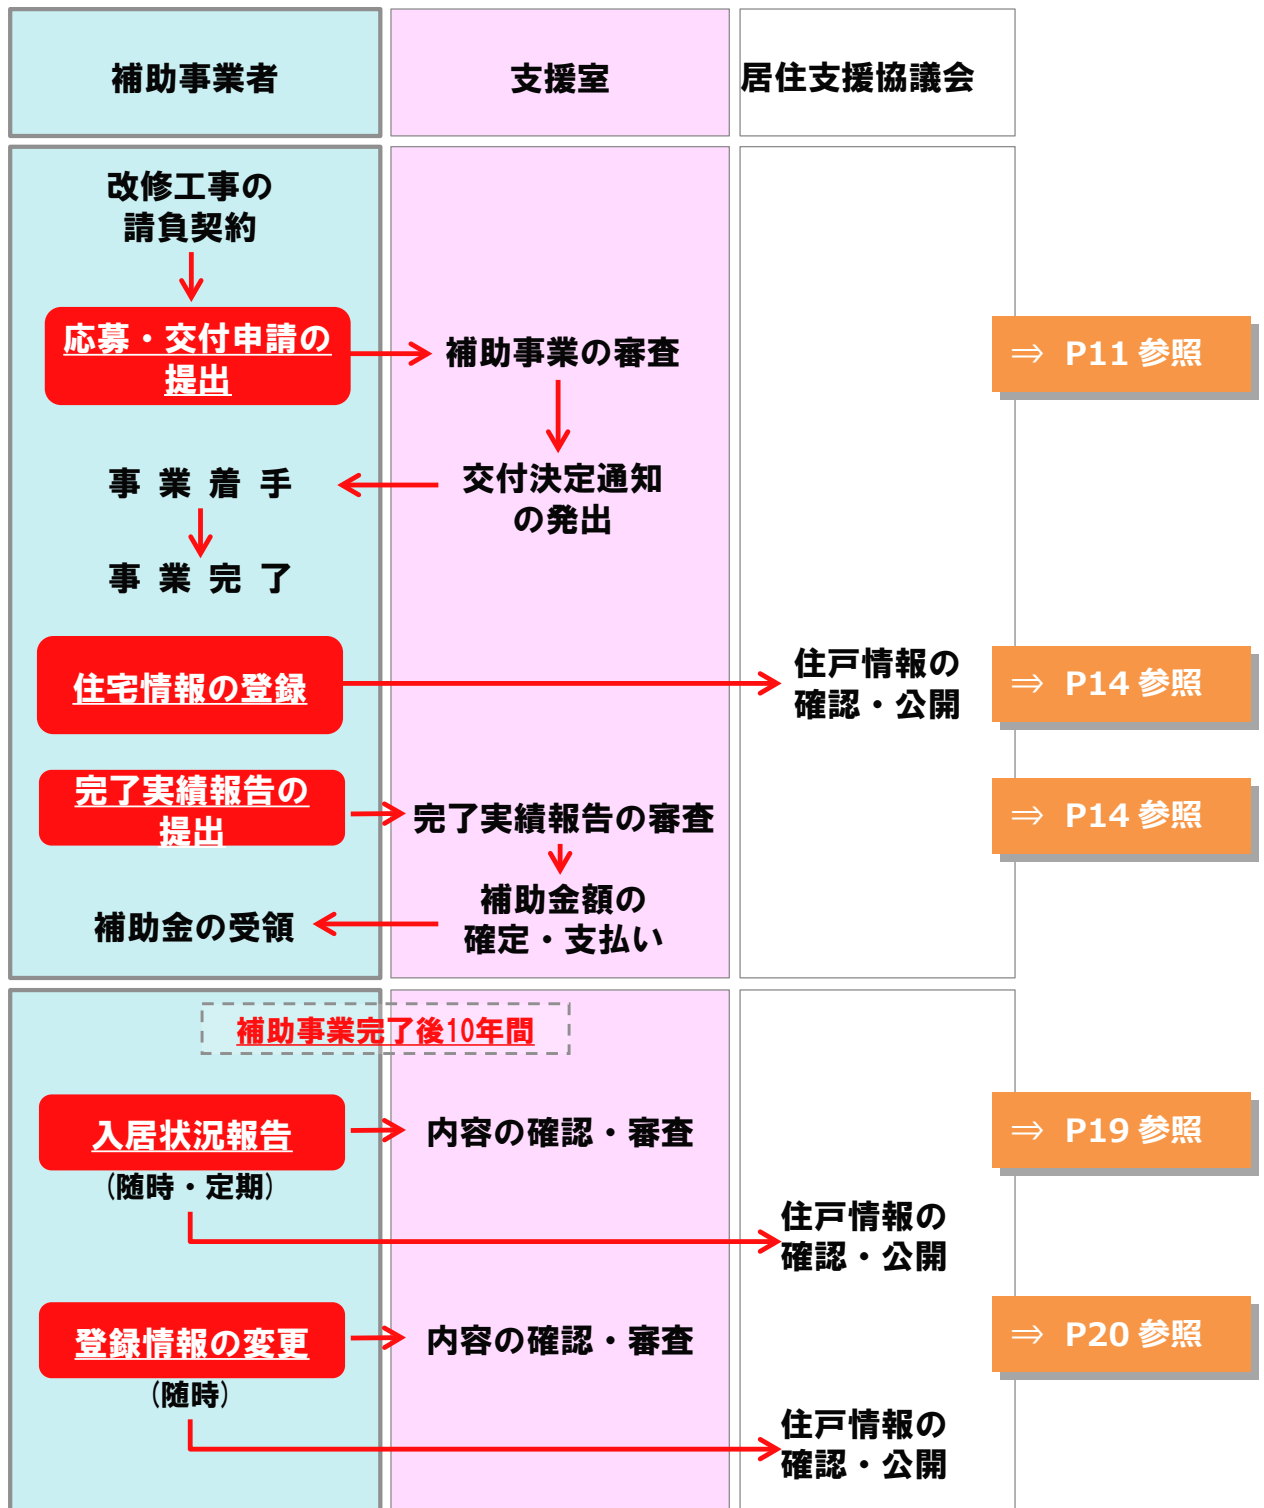 補助事業者
支援室
居住支援協議会
改修工事の
請負契約
応募・交付申請の
提出
補助事業の審査
⇒ P11 参照
事 業 着 手
交付決定通知
の発出
事 業 完 了
住宅情報の登録
住戸情報の
確認・公開
⇒ P14 参照
完了実績報告の
提出
完了実績報告の審査
⇒ P14 参照
補助金の受領
補助金額の
確定・支払い
補助事業完了後10年間
入居状況報告
(随時・定期)
内容の確認・審査
⇒ P19 参照
住戸情報の
確認・公開
登録情報の変更
(随時)
内容の確認・審査
⇒ P20 参照
住戸情報の
確認・公開